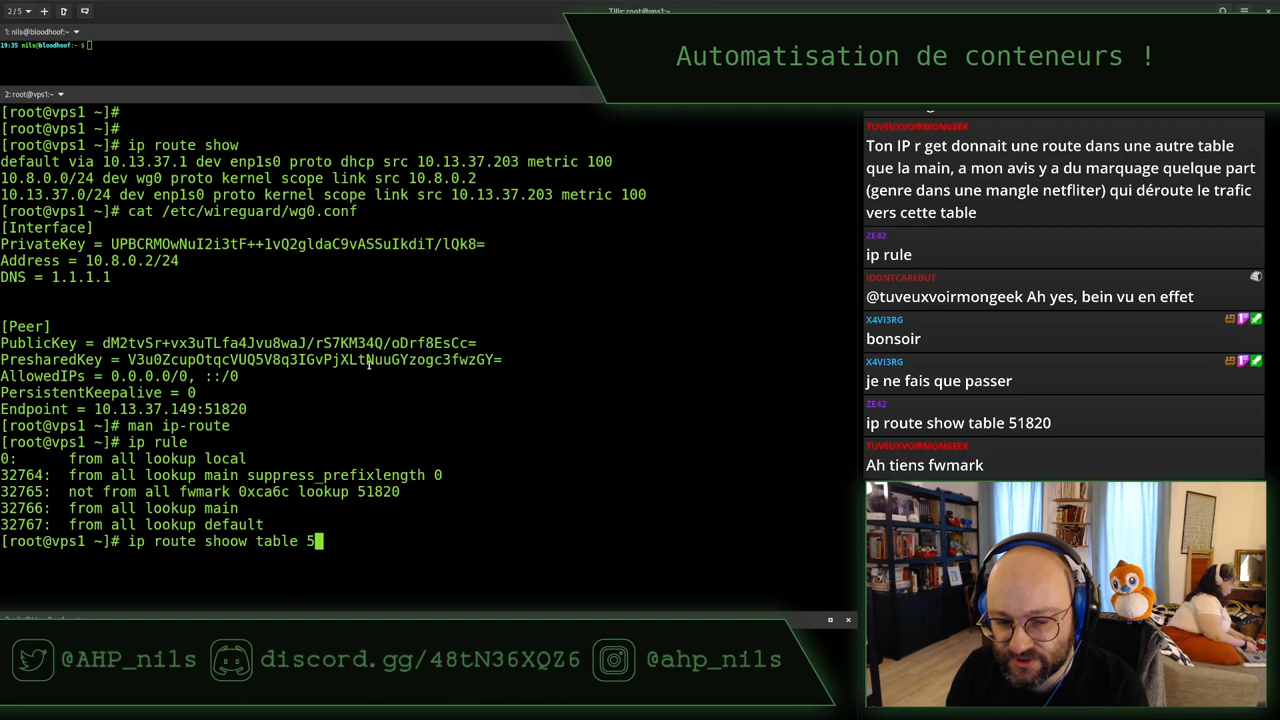 2/5
Tilix: root@vps1:~
1: nils@bloodhoof:~
19:35 nils@bloodhoof:~ $
2: root@vps1:~
[root@vps1 ~]#
[root@vps1 ~]#
[root@vps1 ~]# ip route show
default via 10.13.37.1 dev enp1s0 proto dhcp src 10.13.37.203 metric 100
10.8.0.0/24 dev wg0 proto kernel scope link src 10.8.0.2
10.13.37.0/24 dev enp1s0 proto kernel scope link src 10.13.37.203 metric 100
[root@vps1 ~]# cat /etc/wireguard/wg0.conf
[Interface]
PrivateKey = UPBCRMOwNuI2i3tF++1vQ2gldaC9vASSuIkdiT/lQk8=
Address = 10.8.0.2/24
DNS = 1.1.1.1
[Peer]
PublicKey = dM2tvSr+vx3uTLfa4Jvu8waJ/rS7KM34Q/oDrf8EsCc=
PresharedKey = V3u0ZcupOtqcVUQ5V8q3IGvPjXLtNuuGYzogc3fwzGY=
AllowedIPs = 0.0.0.0/0, ::/0
PersistentKeepalive = 0
Endpoint = 10.13.37.149:51820
[root@vps1 ~]# man ip-route
[root@vps1 ~]# ip rule
0: from all lookup local
32764: from all lookup main suppress_prefixlength 0
32765: not from all fwmark 0xca6c lookup 51820
32766: from all lookup main
32767: from all lookup default
[root@vps1 ~]# ip route shoow table 5
Automatisation de conteneurs !
TUVEUXVOIRMONGEEK
Ton IP r get donnait une route dans une autre table
que la main, a mon avis y a du marquage quelque part
(genre dans une mangle netfliter) qui déroute le trafic
vers cette table
ZE42
ip rule
IDONTCAREBUT
@tuveuxvoirmongeek Ah yes, bein vu en effet
X4VI3RG
bonsoir
X4VI3RG
je ne fais que passer
ZE42
ip route show table 51820
TUVEUXVOIRMONGEEK
Ah tiens fwmark
@AHP_nils
discord.gg/48tN36XQZ6
@ahp_nils